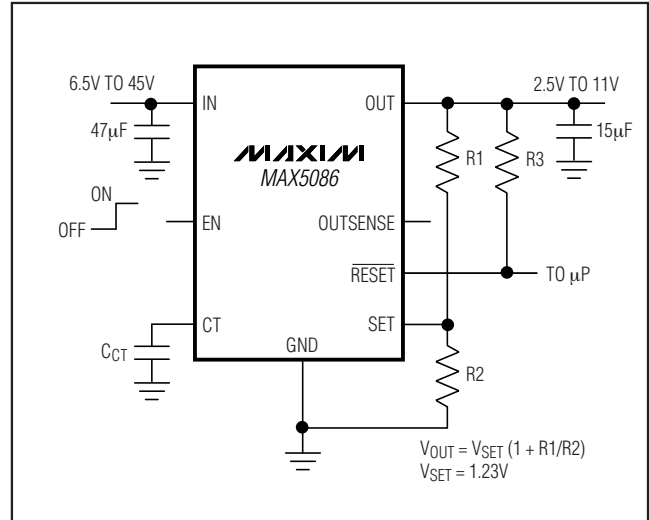 6.5V TO 45V
2.5V TO 11V
IN
OUT
47µF
15µF
MAXIM
MAX5086
R1
R3
ON
OFF
EN
OUTSENSE
RESET
TO µP
CT
SET
GND
CCT
R2
VOUT = VSET (1 + R1/R2)
VSET = 1.23V